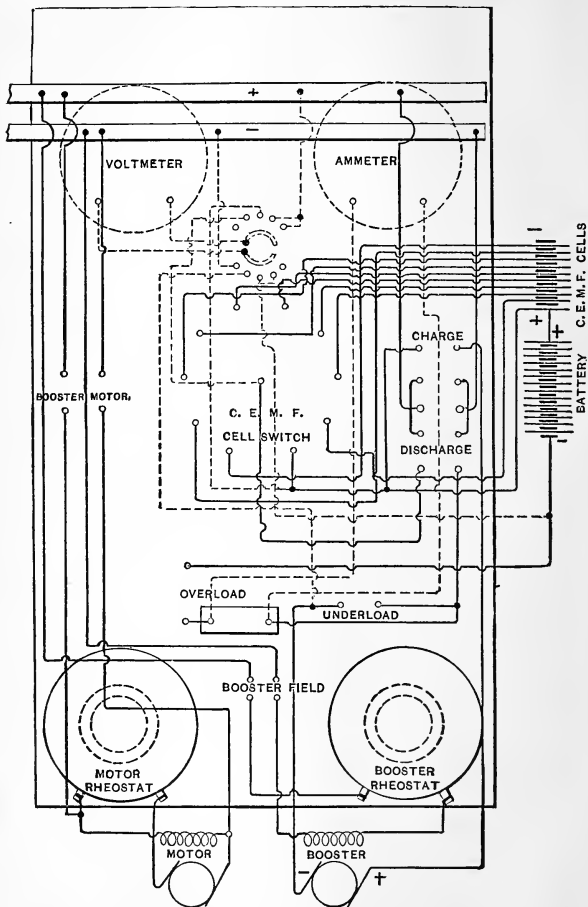 +
−
VOLTMETER
AMMETER
−
C.E.M.F. CELLS
+
+
BATTERY
−
CHARGE
BOOSTER MOTOR,
C. E. M. F.
CELL SWITCH
DISCHARGE
OVERLOAD
UNDERLOAD
BOOSTER FIELD
MOTOR
RHEOSTAT
BOOSTER
RHEOSTAT
MOTOR
BOOSTER
−
+